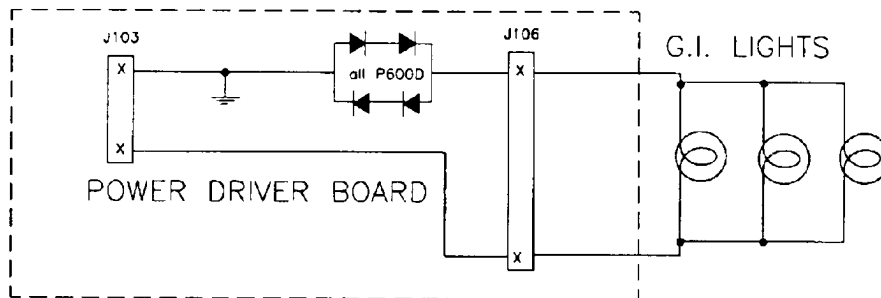 J103
all P600D
J106
G.I. LIGHTS
X
X
X
X
POWER DRIVER BOARD